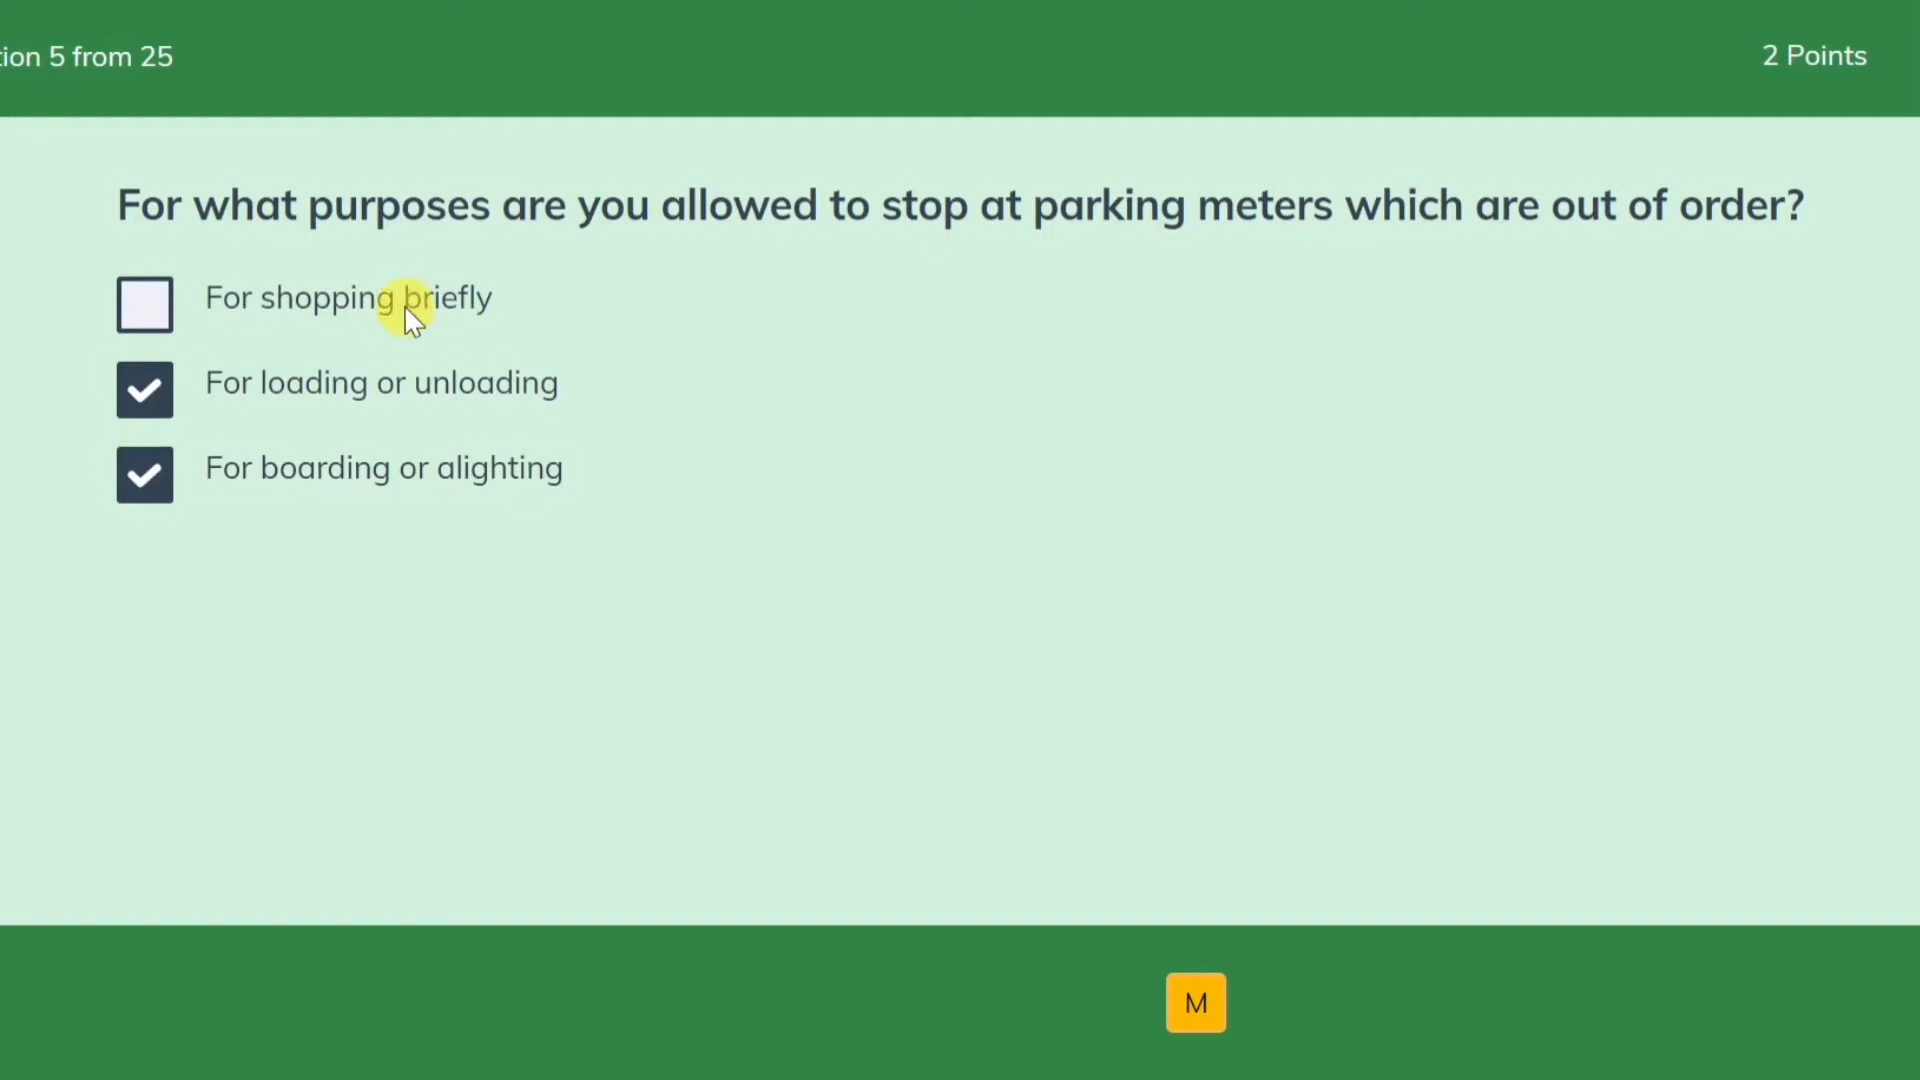 tion 5 from 25
2 Points
For what purposes are you allowed to stop at parking meters which are out of order?
For shopping briefly
For loading or unloading
For boarding or alighting
M